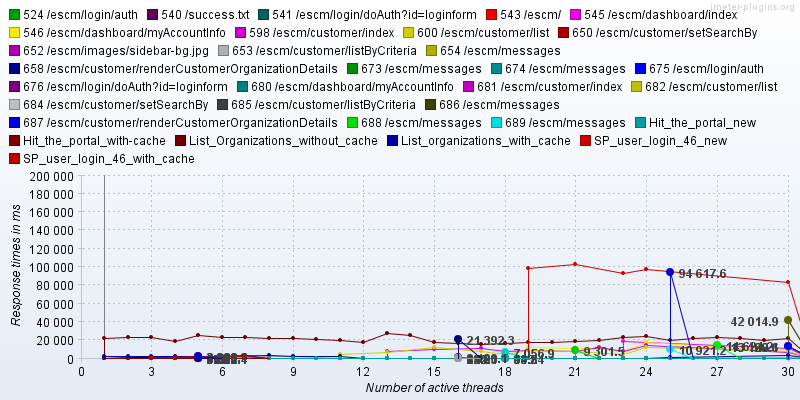 jmeter-plugins.org
524 /escm/login/auth 540 /success.txt 541 /escm/login/doAuth?id=loginform 543 /escm/ 545 /escm/dashboard/index
546 /escm/dashboard/myAccountInfo 598 /escm/customer/index 600 /escm/customer/list 650 /escm/customer/setSearchBy
652 /escm/images/sidebar-bg.jpg 653 /escm/customer/listByCriteria 654 /escm/messages
658 /escm/customer/renderCustomerOrganizationDetails 673 /escm/messages 674 /escm/messages 675 /escm/login/auth
676 /escm/login/doAuth?id=loginform 680 /escm/dashboard/myAccountInfo 681 /escm/customer/index 682 /escm/customer/list
684 /escm/customer/setSearchBy 685 /escm/customer/listByCriteria 686 /escm/messages
687 /escm/customer/renderCustomerOrganizationDetails 688 /escm/messages 689 /escm/messages Hit_the_portal_new
Hit_the_portal_with-cache List_Organizations_without_cache List_organizations_with_cache SP_user_login_46_new
SP_user_login_46_with_cache
200 000
180 000
160 000
140 000
120 000
100 000
80 000
60 000
40 000
20 000
0
Response times in ms
94 617.6
42 014.9
21 392.3
7 056.9
9 301.5
10 921.2
0 3 6 9 12 15 18 21 24 27 30
Number of active threads